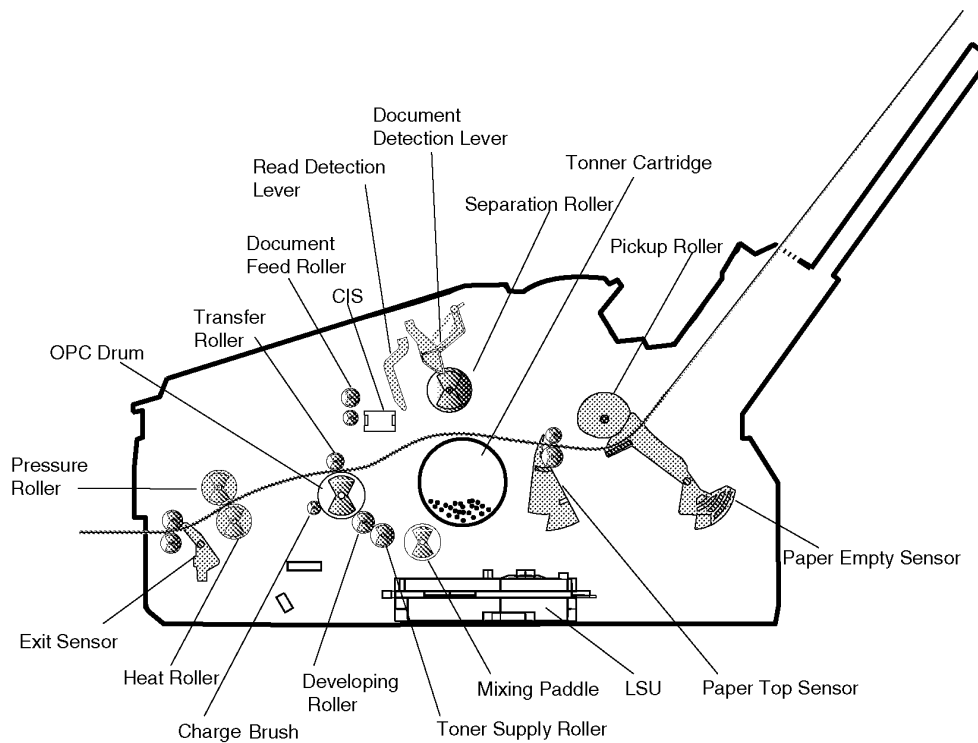 Document
Detection Lever
Read Detection
Lever
Tonner Cartridge
Separation Roller
Document
Feed Roller
Pickup Roller
CIS
Transfer
Roller
OPC Drum
Pressure
Roller
Paper Empty Sensor
Exit Sensor
Heat Roller
Developing
Roller
Mixing Paddle
LSU
Paper Top Sensor
Charge Brush
Toner Supply Roller